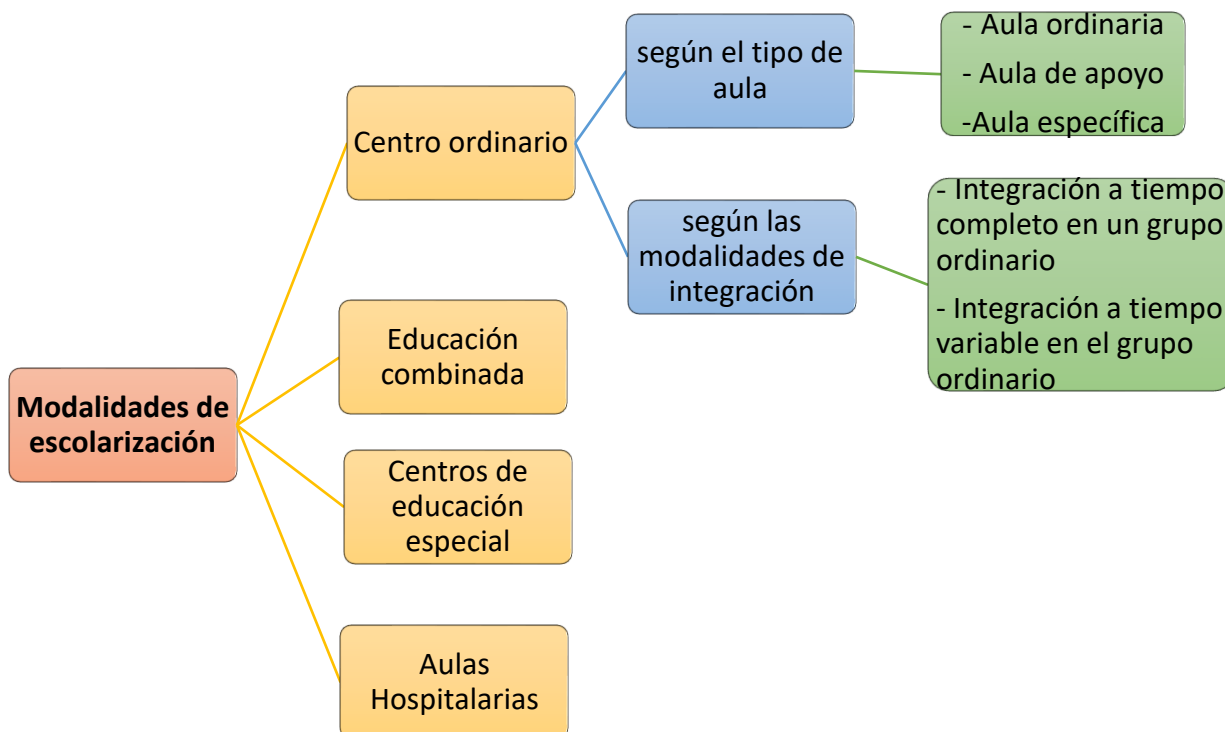 Modalidades de
escolarización
Centro ordinario
según el tipo de
aula
- Aula ordinaria
- Aula de apoyo
-Aula específica
según las
modalidades de
integración
- Integración a tiempo
completo en un grupo
ordinario
- Integración a tiempo
variable en el grupo
ordinario
Educación
combinada
Centros de
educación
especial
Aulas
Hospitalarias